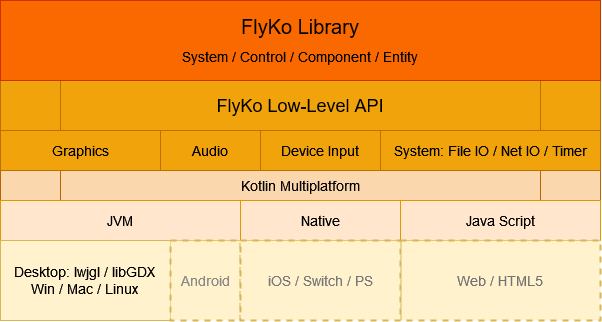 FlyKo Library
System / Control / Component / Entity
FlyKo Low-Level API
Graphics
Audio
Device Input
System: File IO / Net IO / Timer
Kotlin Multiplatform
JVM
Native
Java Script
Desktop: lwjgl / libGDX
Win / Mac / Linux
Android
iOS / Switch / PS
Web / HTML5